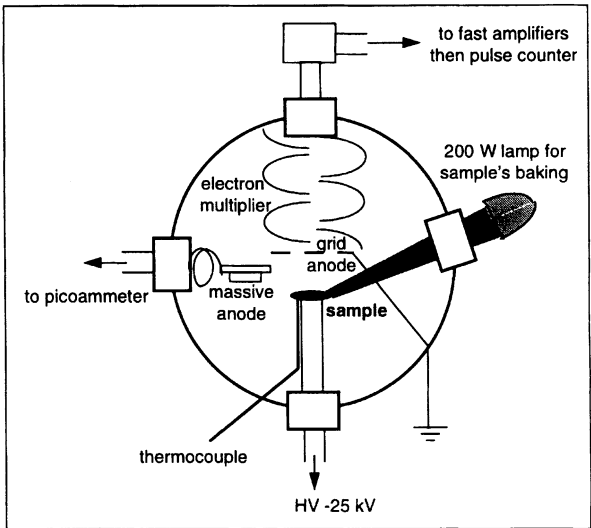 to fast amplifiers
then pulse counter
200 W lamp for
sample's baking
electron
multiplier
grid
anode
to picoammeter
massive
anode
sample
thermocouple
HV -25 kV